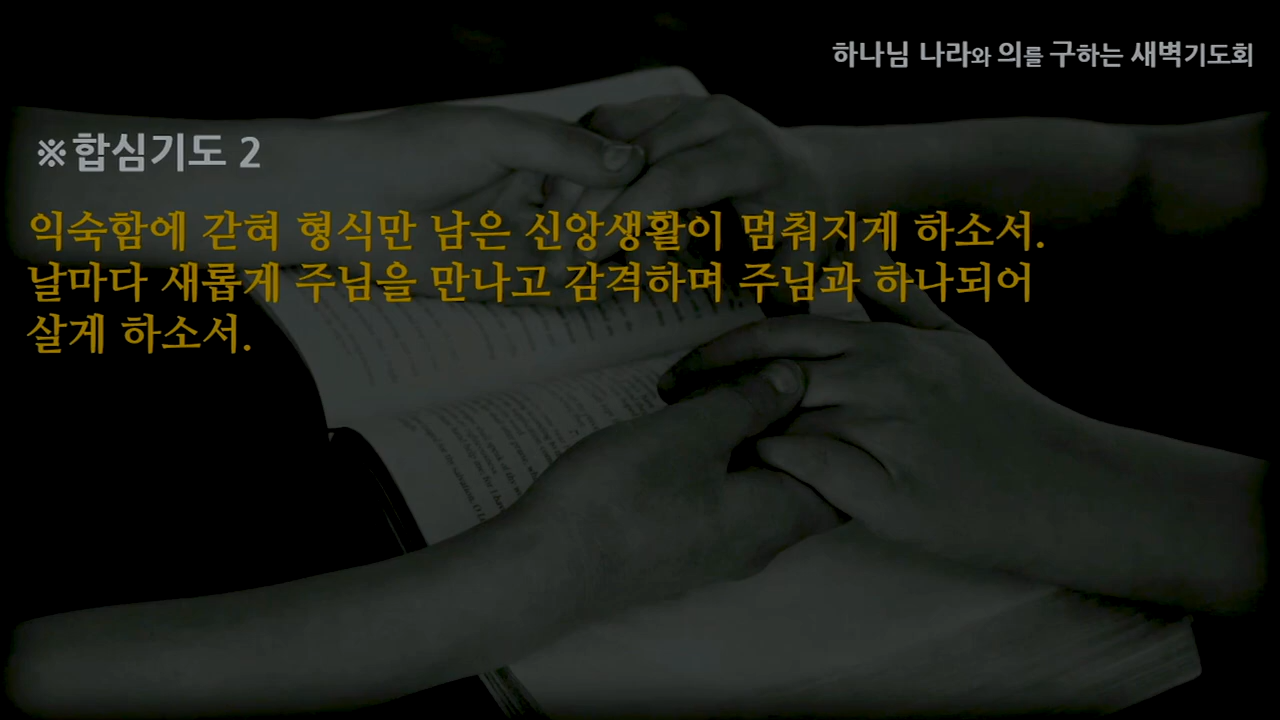 하나님 나라와 의를 구하는 새벽기도회
※합심기도 2
익숙함에 갇혀 형식만 남은 신앙생활이 멈춰지게 하소서.
날마다 새롭게 주님을 만나고 감격하며 주님과 하나되어
살게 하소서.